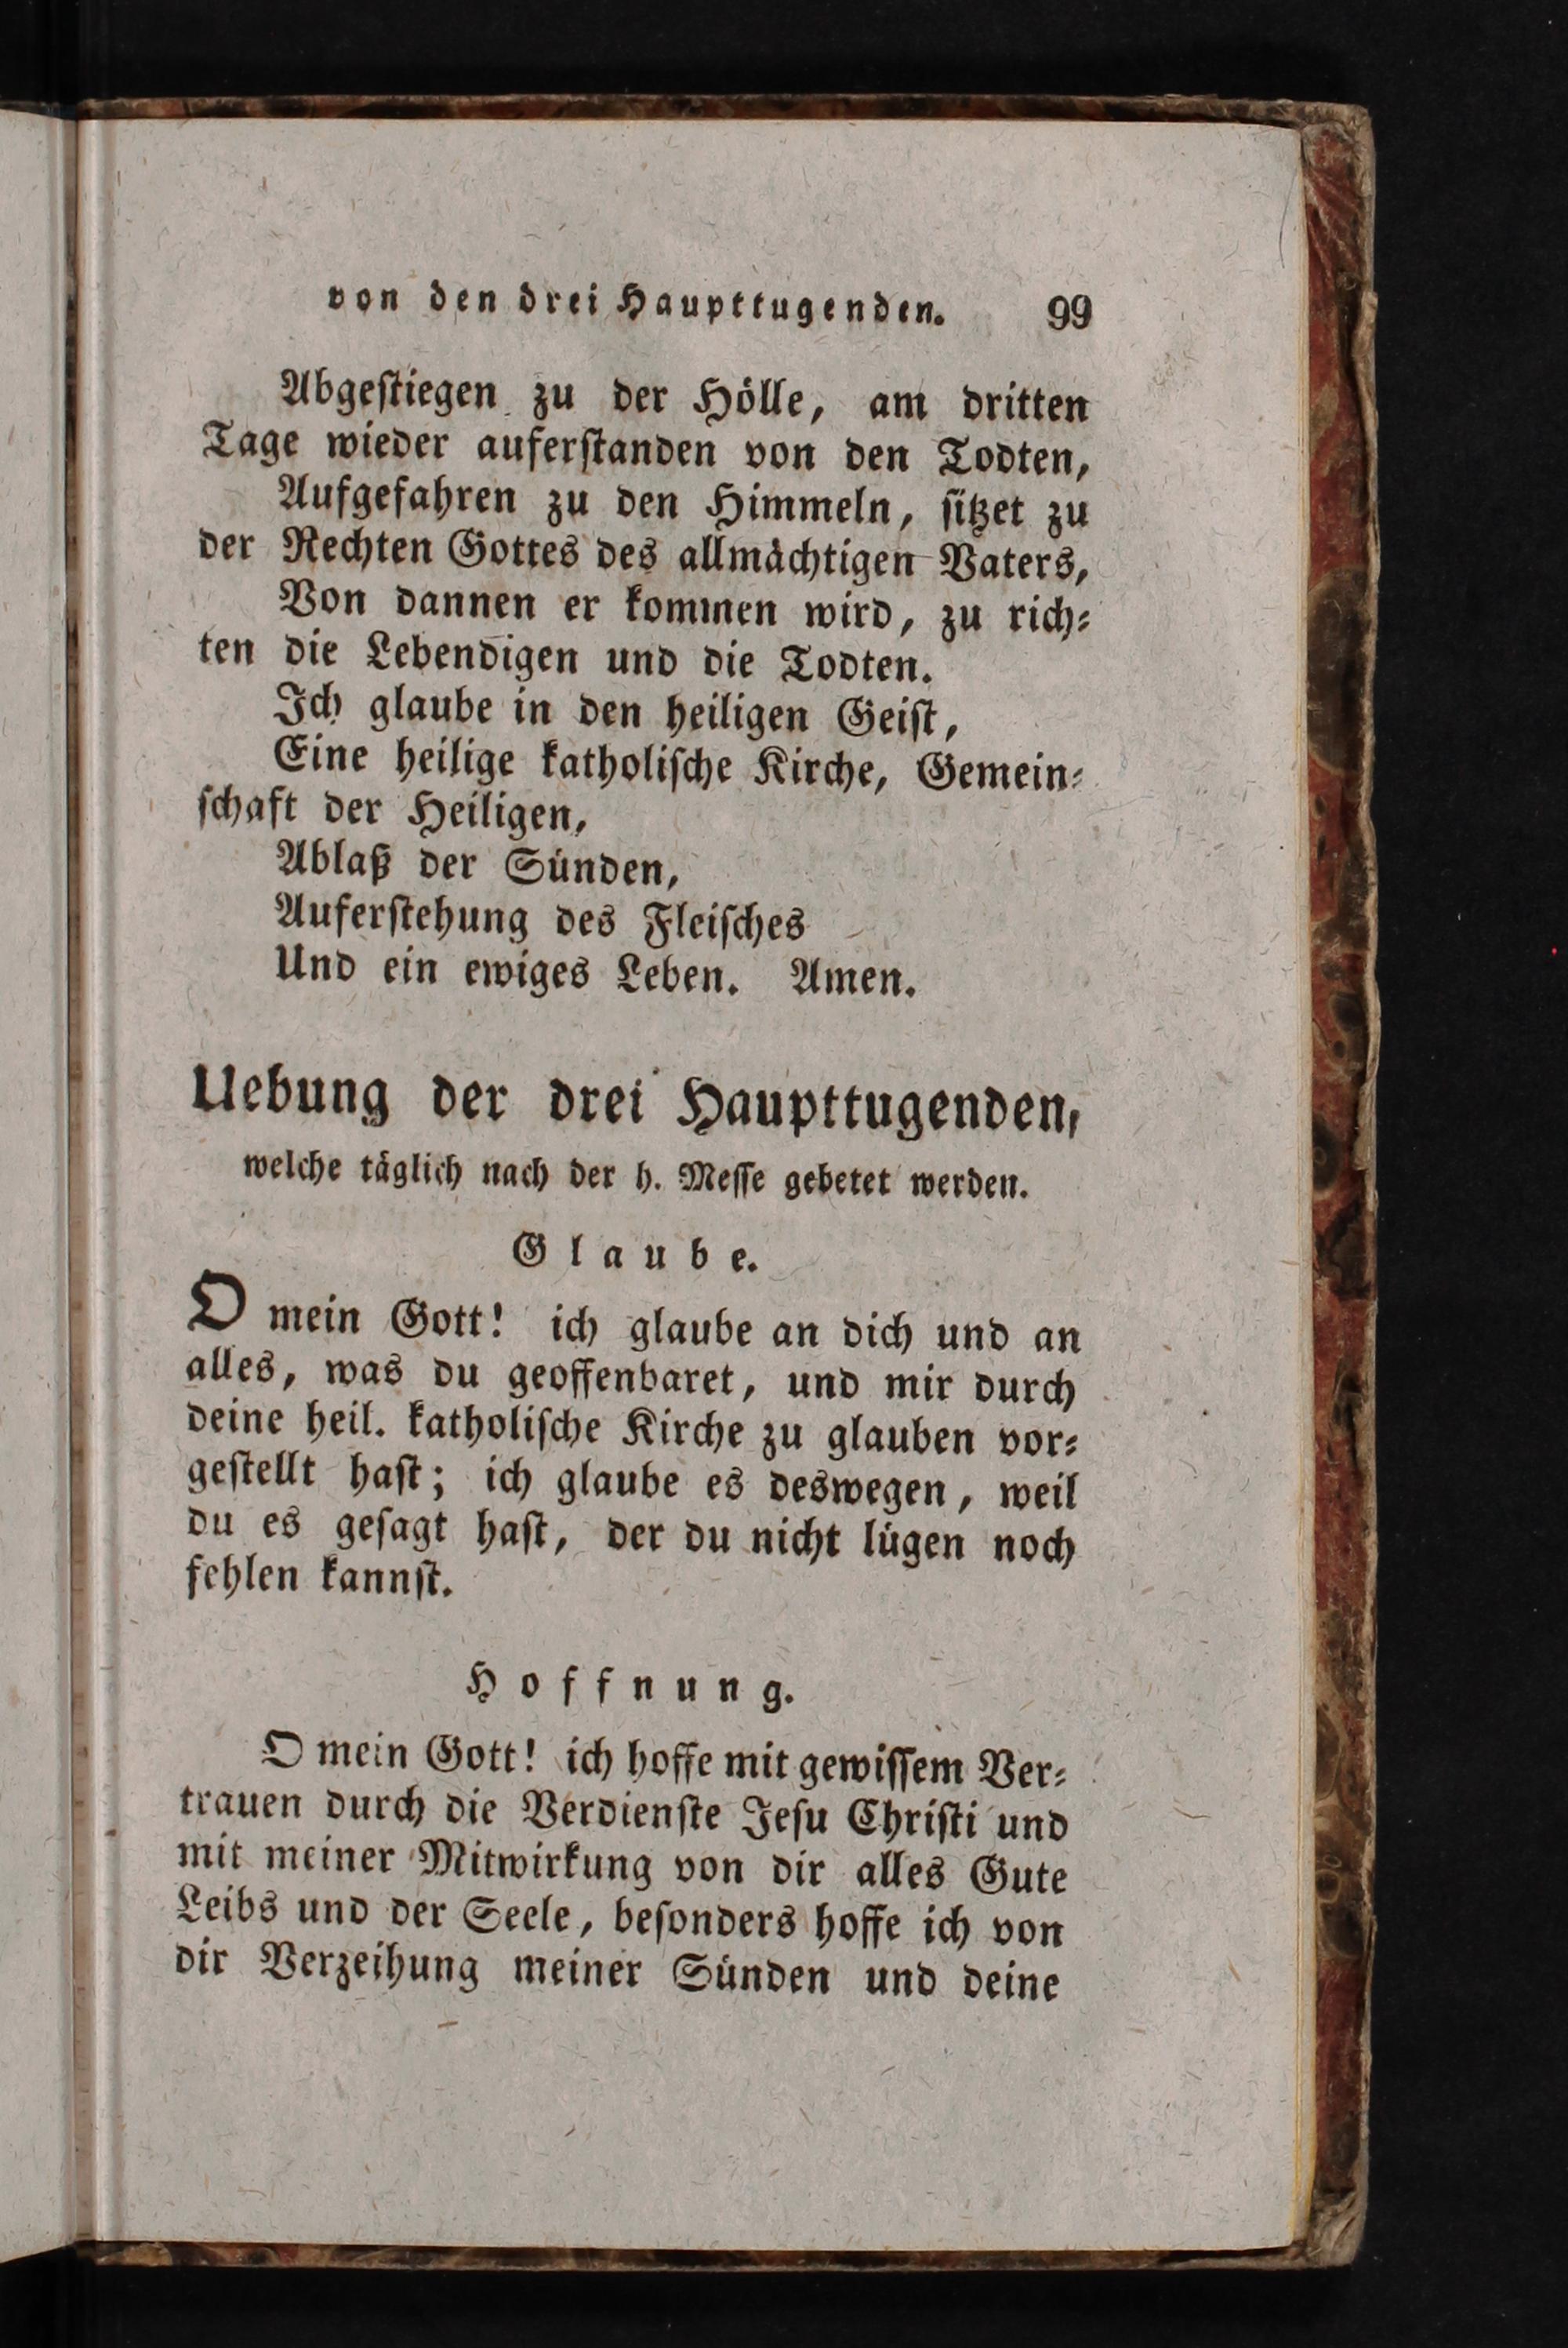 von den drei Haupttugenden. 99
Abgeſtiegen zu der Hölle, am dritten
Tage wieder auferſtanden von den Todten,
Aufgefahren zu den Himmeln, ſitzet zu
der Rechten Gottes des allmächtigen Vaters,
Von dannen er kommen wird, zu rich⸗
ten die Lebendigen und die Todten.
Ich glaube in den heiligen Geiſt,
Eine heilige katholiſche Kirche, Gemein⸗
ſchaft der Heiligen,
Ablaß der Sünden,
Auferſtehung des Fleiſches
Und ein ewiges Leben. Amen.
Uebung der drei Haupttugenden,
welche täglich nach der h. Meſſe gebetet werden.
Glaube.
O mein Gott! ich glaube an dich und an
alles, was du geoffenbaret, und mir durch
deine heil. katholiſche Kirche zu glauben vor⸗
geſtellt haſt; ich glaube es deswegen, weil
du es geſagt haſt, der du nicht lügen noch
fehlen kannſt.
Hoffnung.
O mein Gott! ich hoffe mit gewiſſem Ver⸗
trauen durch die Verdienſte Jeſu Chriſti und
mit meiner Mitwirkung von dir alles Gute
Leibs und der Seele, beſonders hoffe ich von
dir Verzeihung meiner Sünden und deine